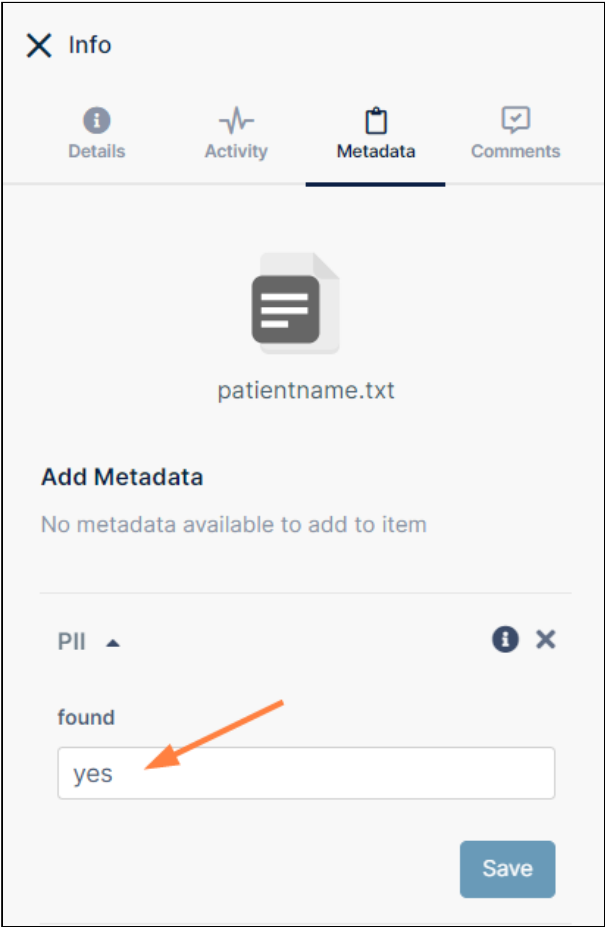 Info
Details Activity Metadata Comments
patientname.txt
Add Metadata
No metadata available to add to item
PII
found
yes
Save